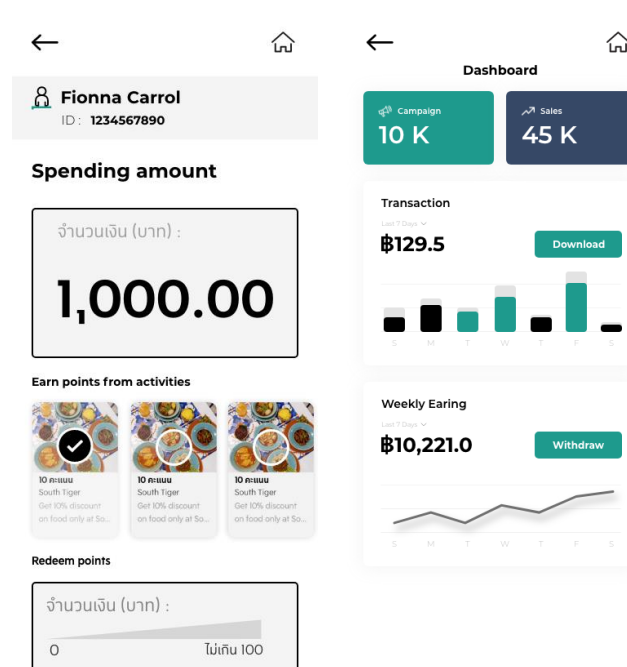 Fionna Carrol
ID : 1234567890
Spending amount
จำนวนเงิน (บาท) :
1,000.00
Earn points from activities
10 คะแนน
South Tiger
Get 10% discount
on food only at So...
10 คะแนน
South Tiger
Get 10% discount
on food only at So...
10 คะแนน
South Tiger
Get 10% discount
on food only at So...
Redeem points
จำนวนเงิน (บาท) :
0 ไม่เกิน 100
Dashboard
Campaign
10 K
Sales
45 K
Transaction
Last 7 Days
฿129.5
Download
S M T W T F S
Weekly Earing
Last 7 Days
฿10,221.0
Withdraw
S M T W T F S